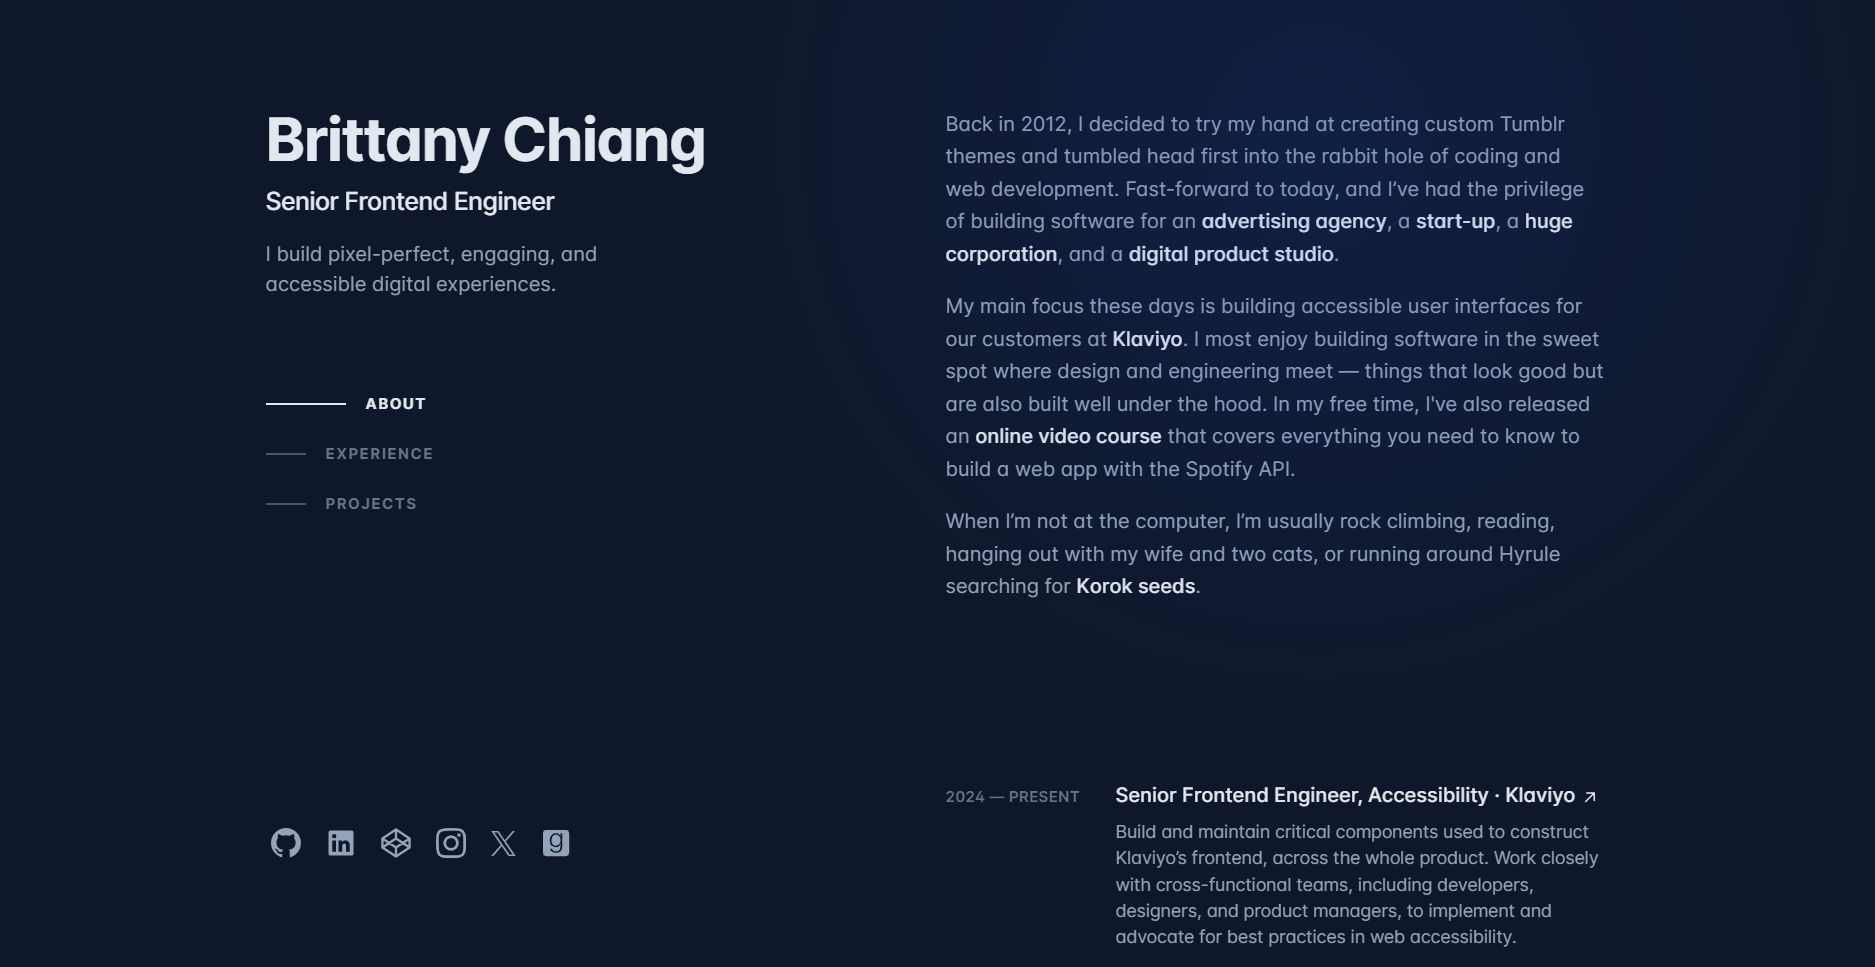 Brittany Chiang
Senior Frontend Engineer
I build pixel-perfect, engaging, and
accessible digital experiences.
ABOUT
EXPERIENCE
PROJECTS
Back in 2012, I decided to try my hand at creating custom Tumblr
themes and tumbled head first into the rabbit hole of coding and
web development. Fast-forward to today, and I’ve had the privilege
of building software for an advertising agency, a start-up, a huge
corporation, and a digital product studio.
My main focus these days is building accessible user interfaces for
our customers at Klaviyo. I most enjoy building software in the sweet
spot where design and engineering meet — things that look good but
are also built well under the hood. In my free time, I've also released
an online video course that covers everything you need to know to
build a web app with the Spotify API.
When I’m not at the computer, I’m usually rock climbing, reading,
hanging out with my wife and two cats, or running around Hyrule
searching for Korok seeds.
2024 — PRESENT
Senior Frontend Engineer, Accessibility · Klaviyo
Build and maintain critical components used to construct
Klaviyo’s frontend, across the whole product. Work closely
with cross-functional teams, including developers,
designers, and product managers, to implement and
advocate for best practices in web accessibility.